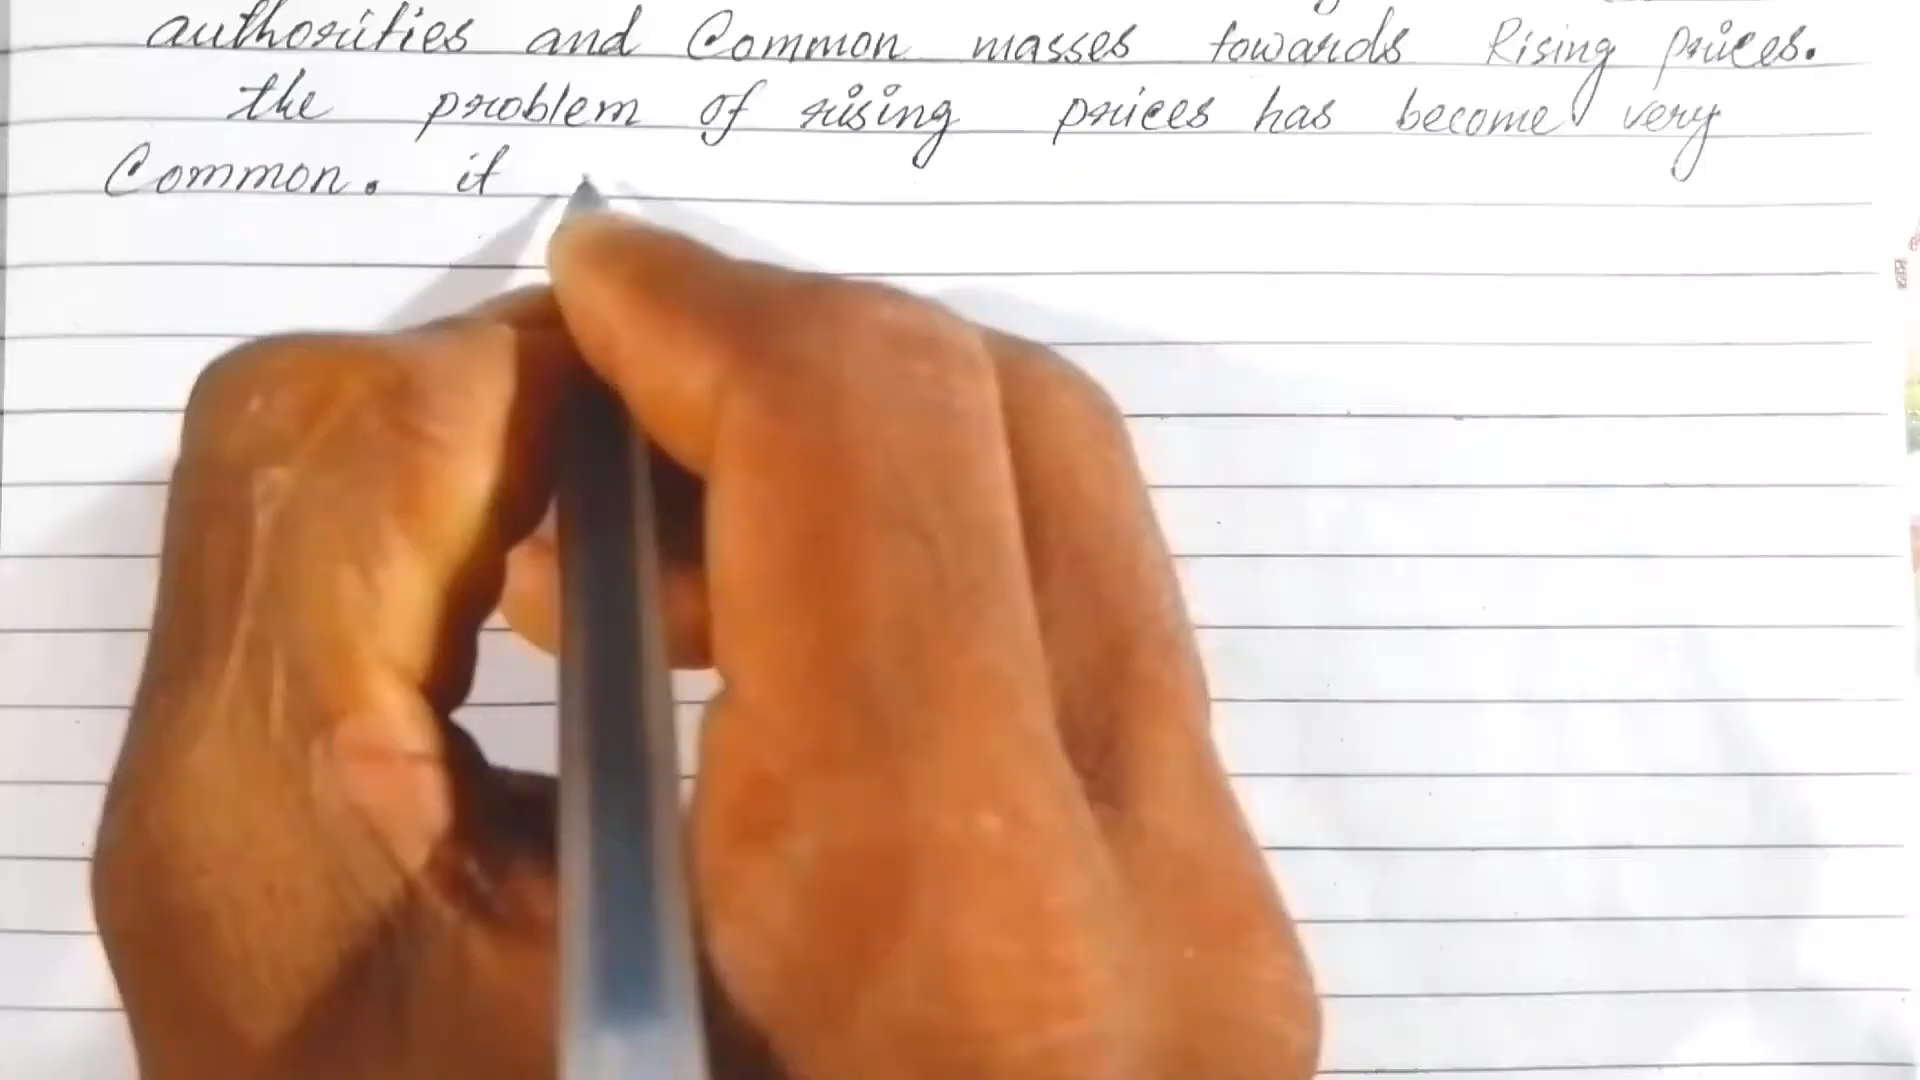 authorities and Common masses towards Rising prices.
the problem of rising prices has become very
Common. it